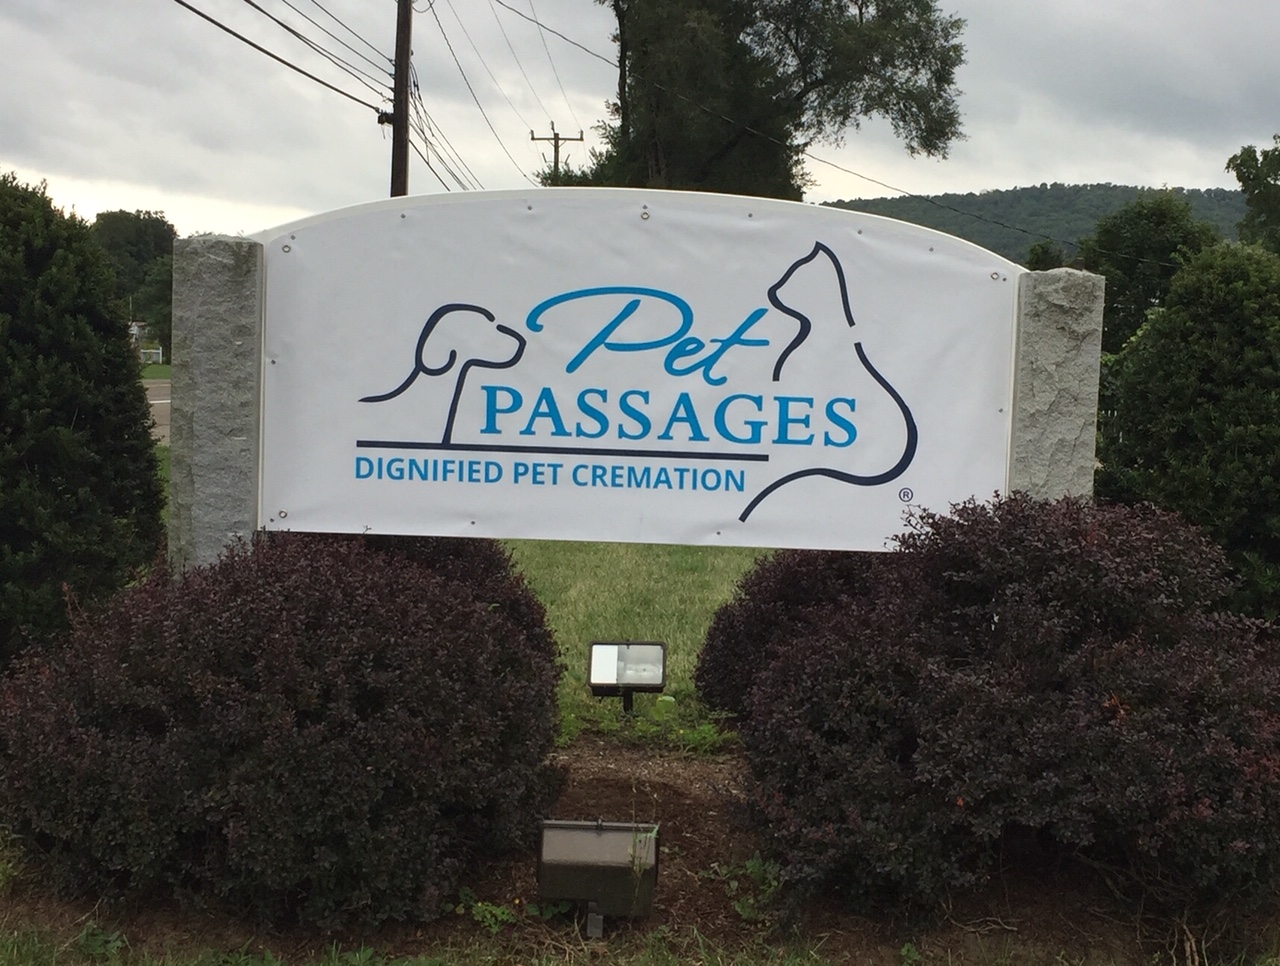 Pet
PASSAGES
DIGNIFIED PET CREMATION
®